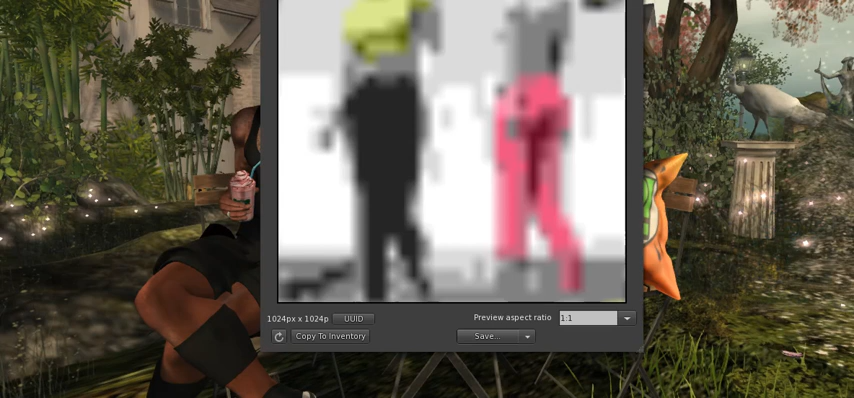 1024px x 1024p UUID Preview aspect ratio 1:1
Copy To Inventory Save...